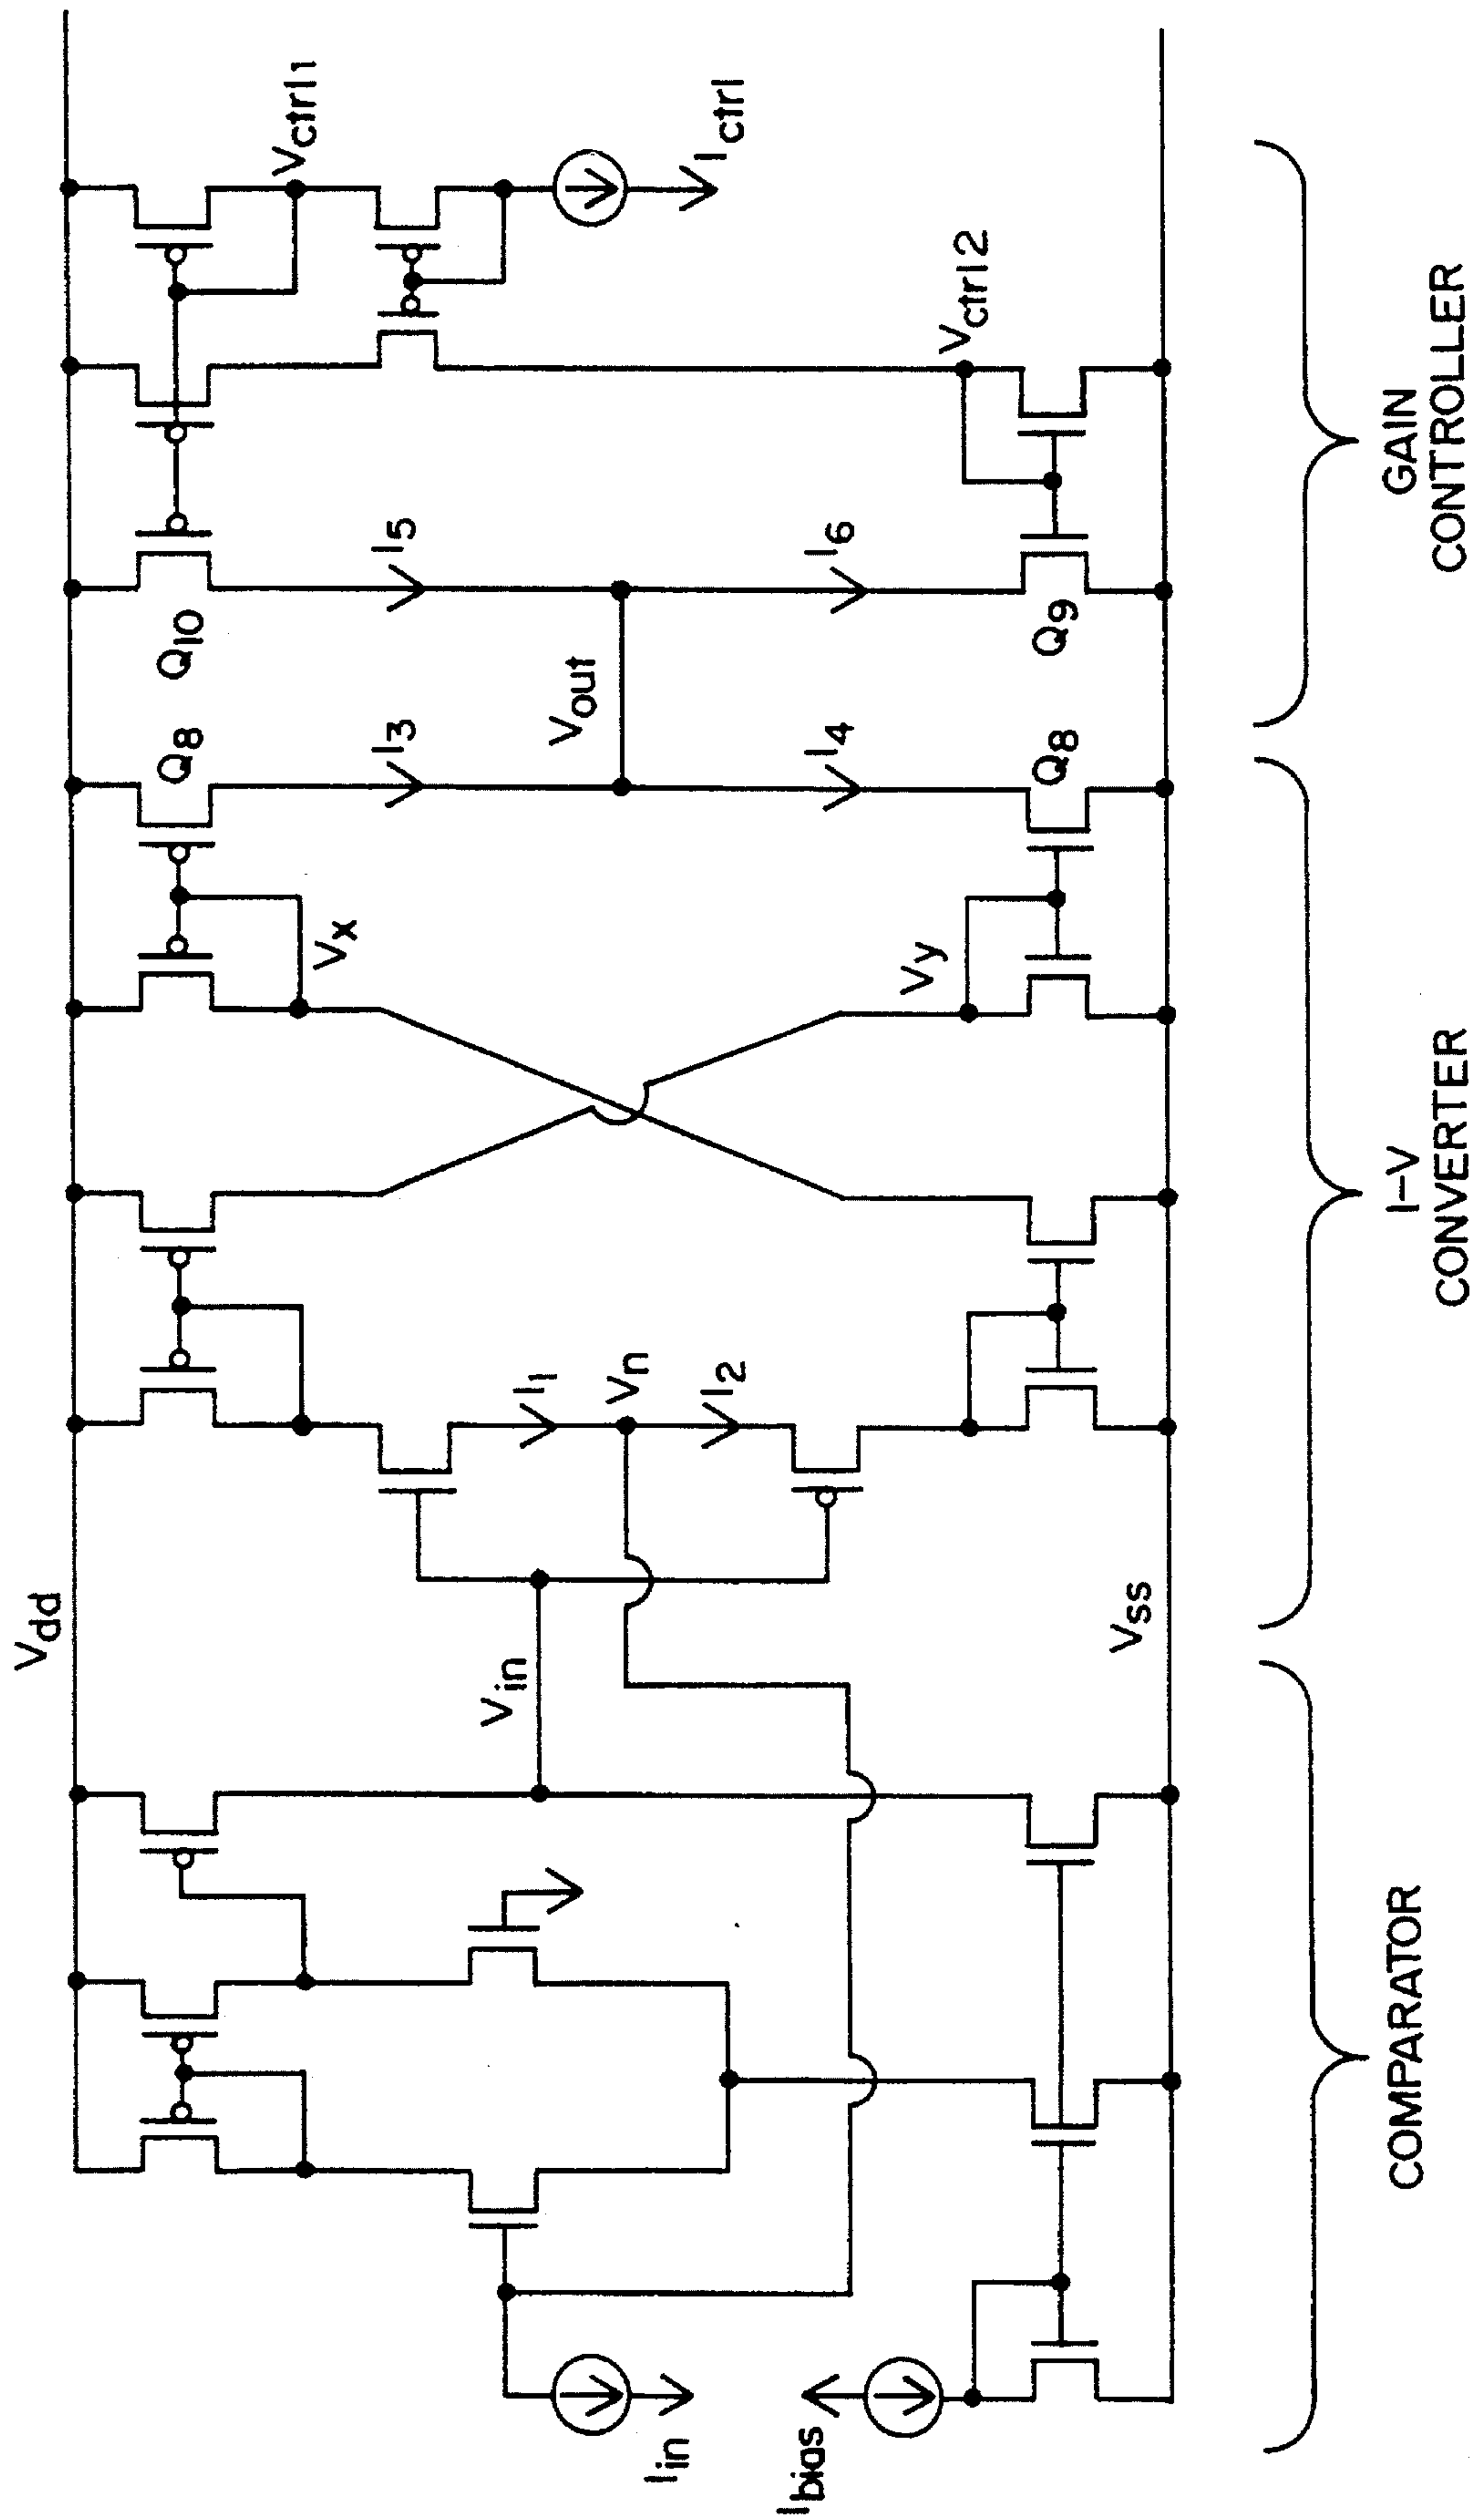 Vdd
Vctrl1
Ictrl
Vctrl2
I5
I6
Q10
Q9
Vout
Q8
I3
I4
Q8
Vx
Vy
I1
Vn
I2
Vin
Vss
Iin
Ibias
COMPARATOR
I-V
CONVERTER
GAIN
CONTROLLER